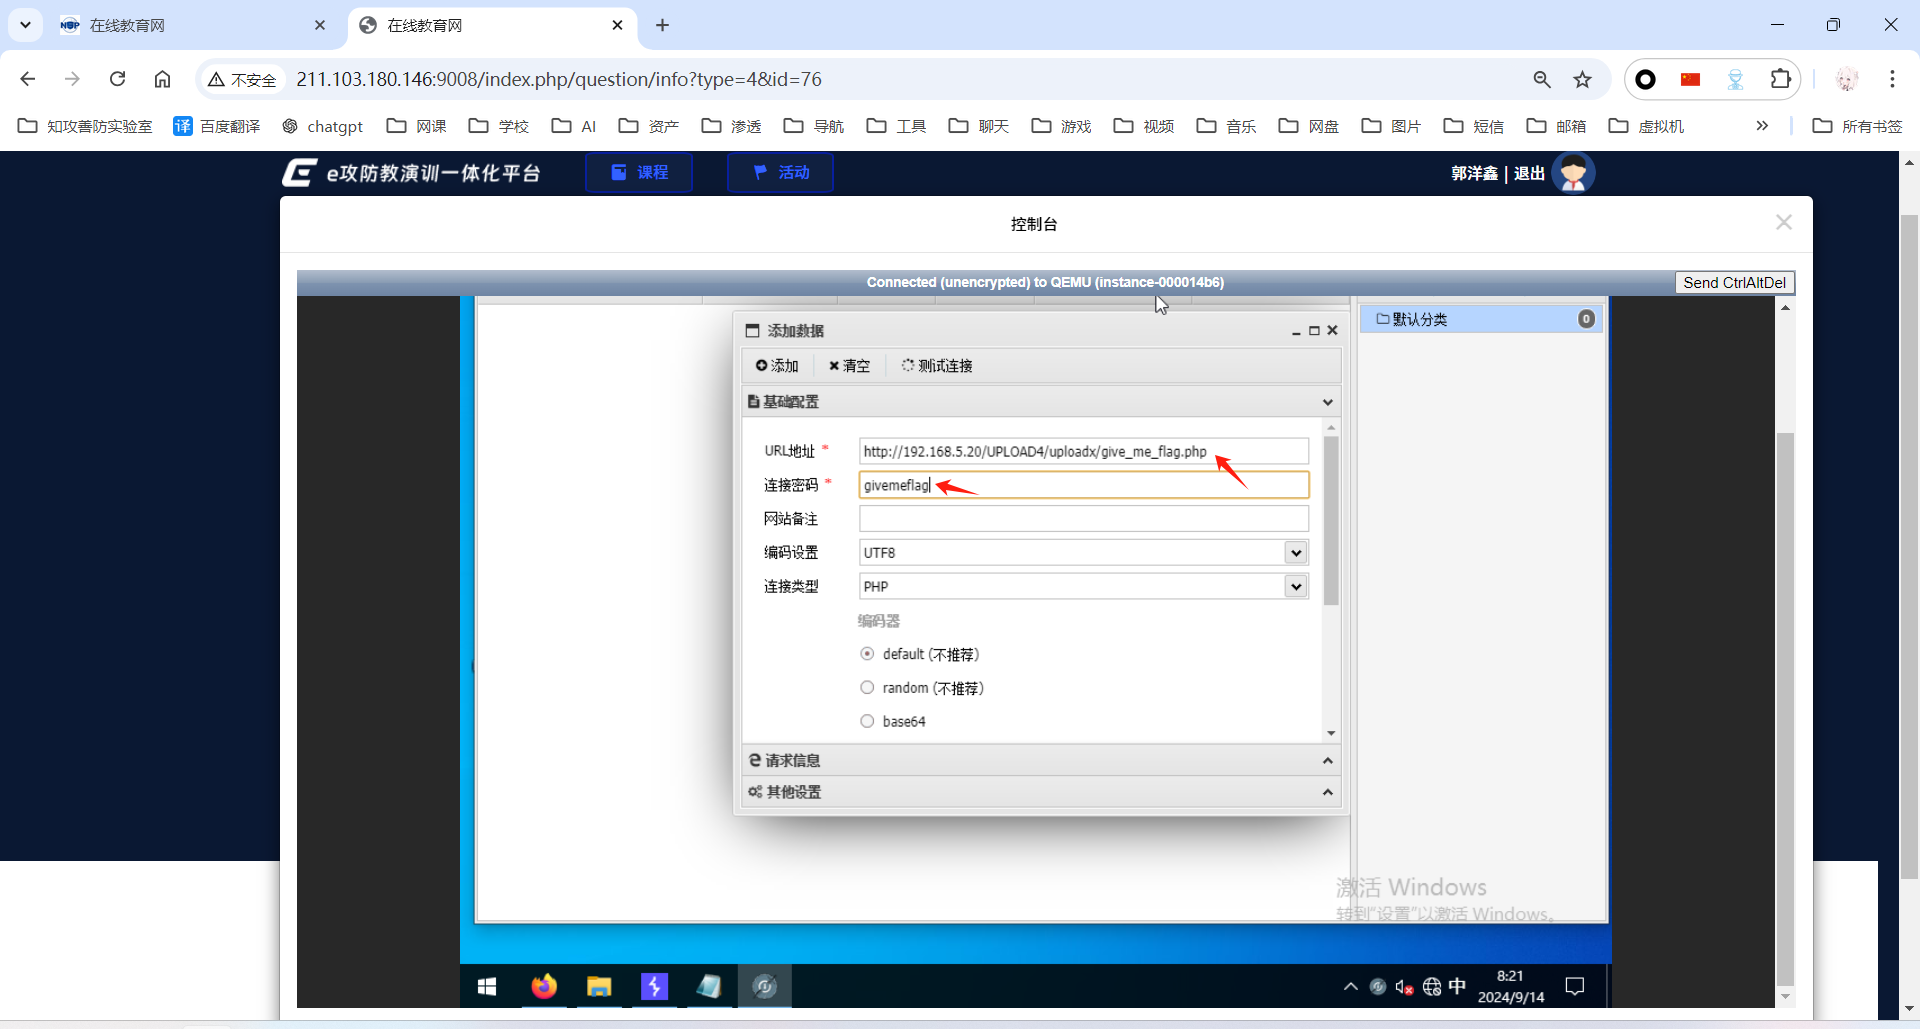 在线教育网
在线教育网
不安全
211.103.180.146:9008/index.php/question/info?type=4&id=76
知攻善防实验室
译 百度翻译
chatgpt
网课
学校
AI
资产
渗透
导航
工具
聊天
游戏
视频
音乐
网盘
图片
短信
邮箱
虚拟机
所有书签
e攻防教演训一体化平台
课程
活动
郭洋鑫 | 退出
控制台
Connected (unencrypted) to QEMU (instance-000014b6)
Send CtrlAltDel
默认分类 0
添加数据
添加
清空
测试连接
基础配置
URL地址 * http://192.168.5.20/UPLOAD4/uploadx/give_me_flag.php
连接密码 * givemeflag
网站备注
编码设置 UTF8
连接类型 PHP
编码器
default (不推荐)
random (不推荐)
base64
请求信息
其他设置
激活 Windows
转到"设置"以激活 Windows。
中
8:21
2024/9/14